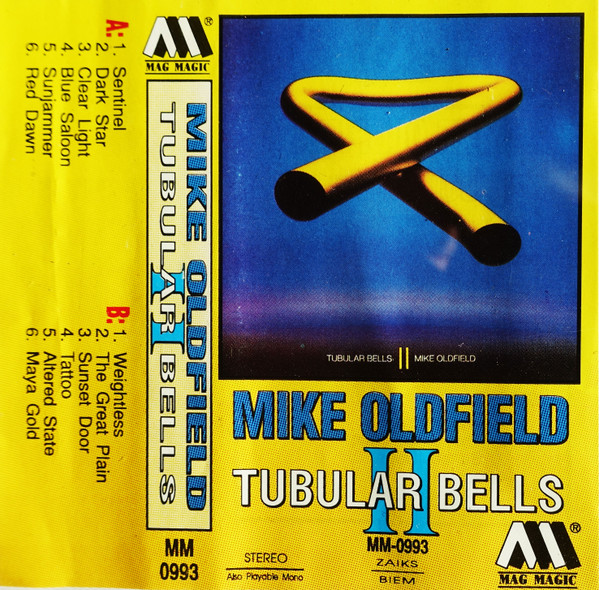 A:
1. Sentinel
2. Dark Star
3. Clear Light
4. Blue Saloon
5. Sunjammer
6. Red Dawn
B:
1. Weightless
2. The Great Plain
3. Sunset Door
4. Tattoo
5. Altered State
6. Maya Gold
®
MAG MAGIC
MIKE OLDFIELD
TUBULAR BELLS
II
MM
0993
TUBULAR BELLS II MIKE OLDFIELD
MIKE OLDFIELD
TUBULAR BELLS
II
STEREO
Also Playable Mono
MM-0993
ZAIKS
BIEM
®
MAG MAGIC